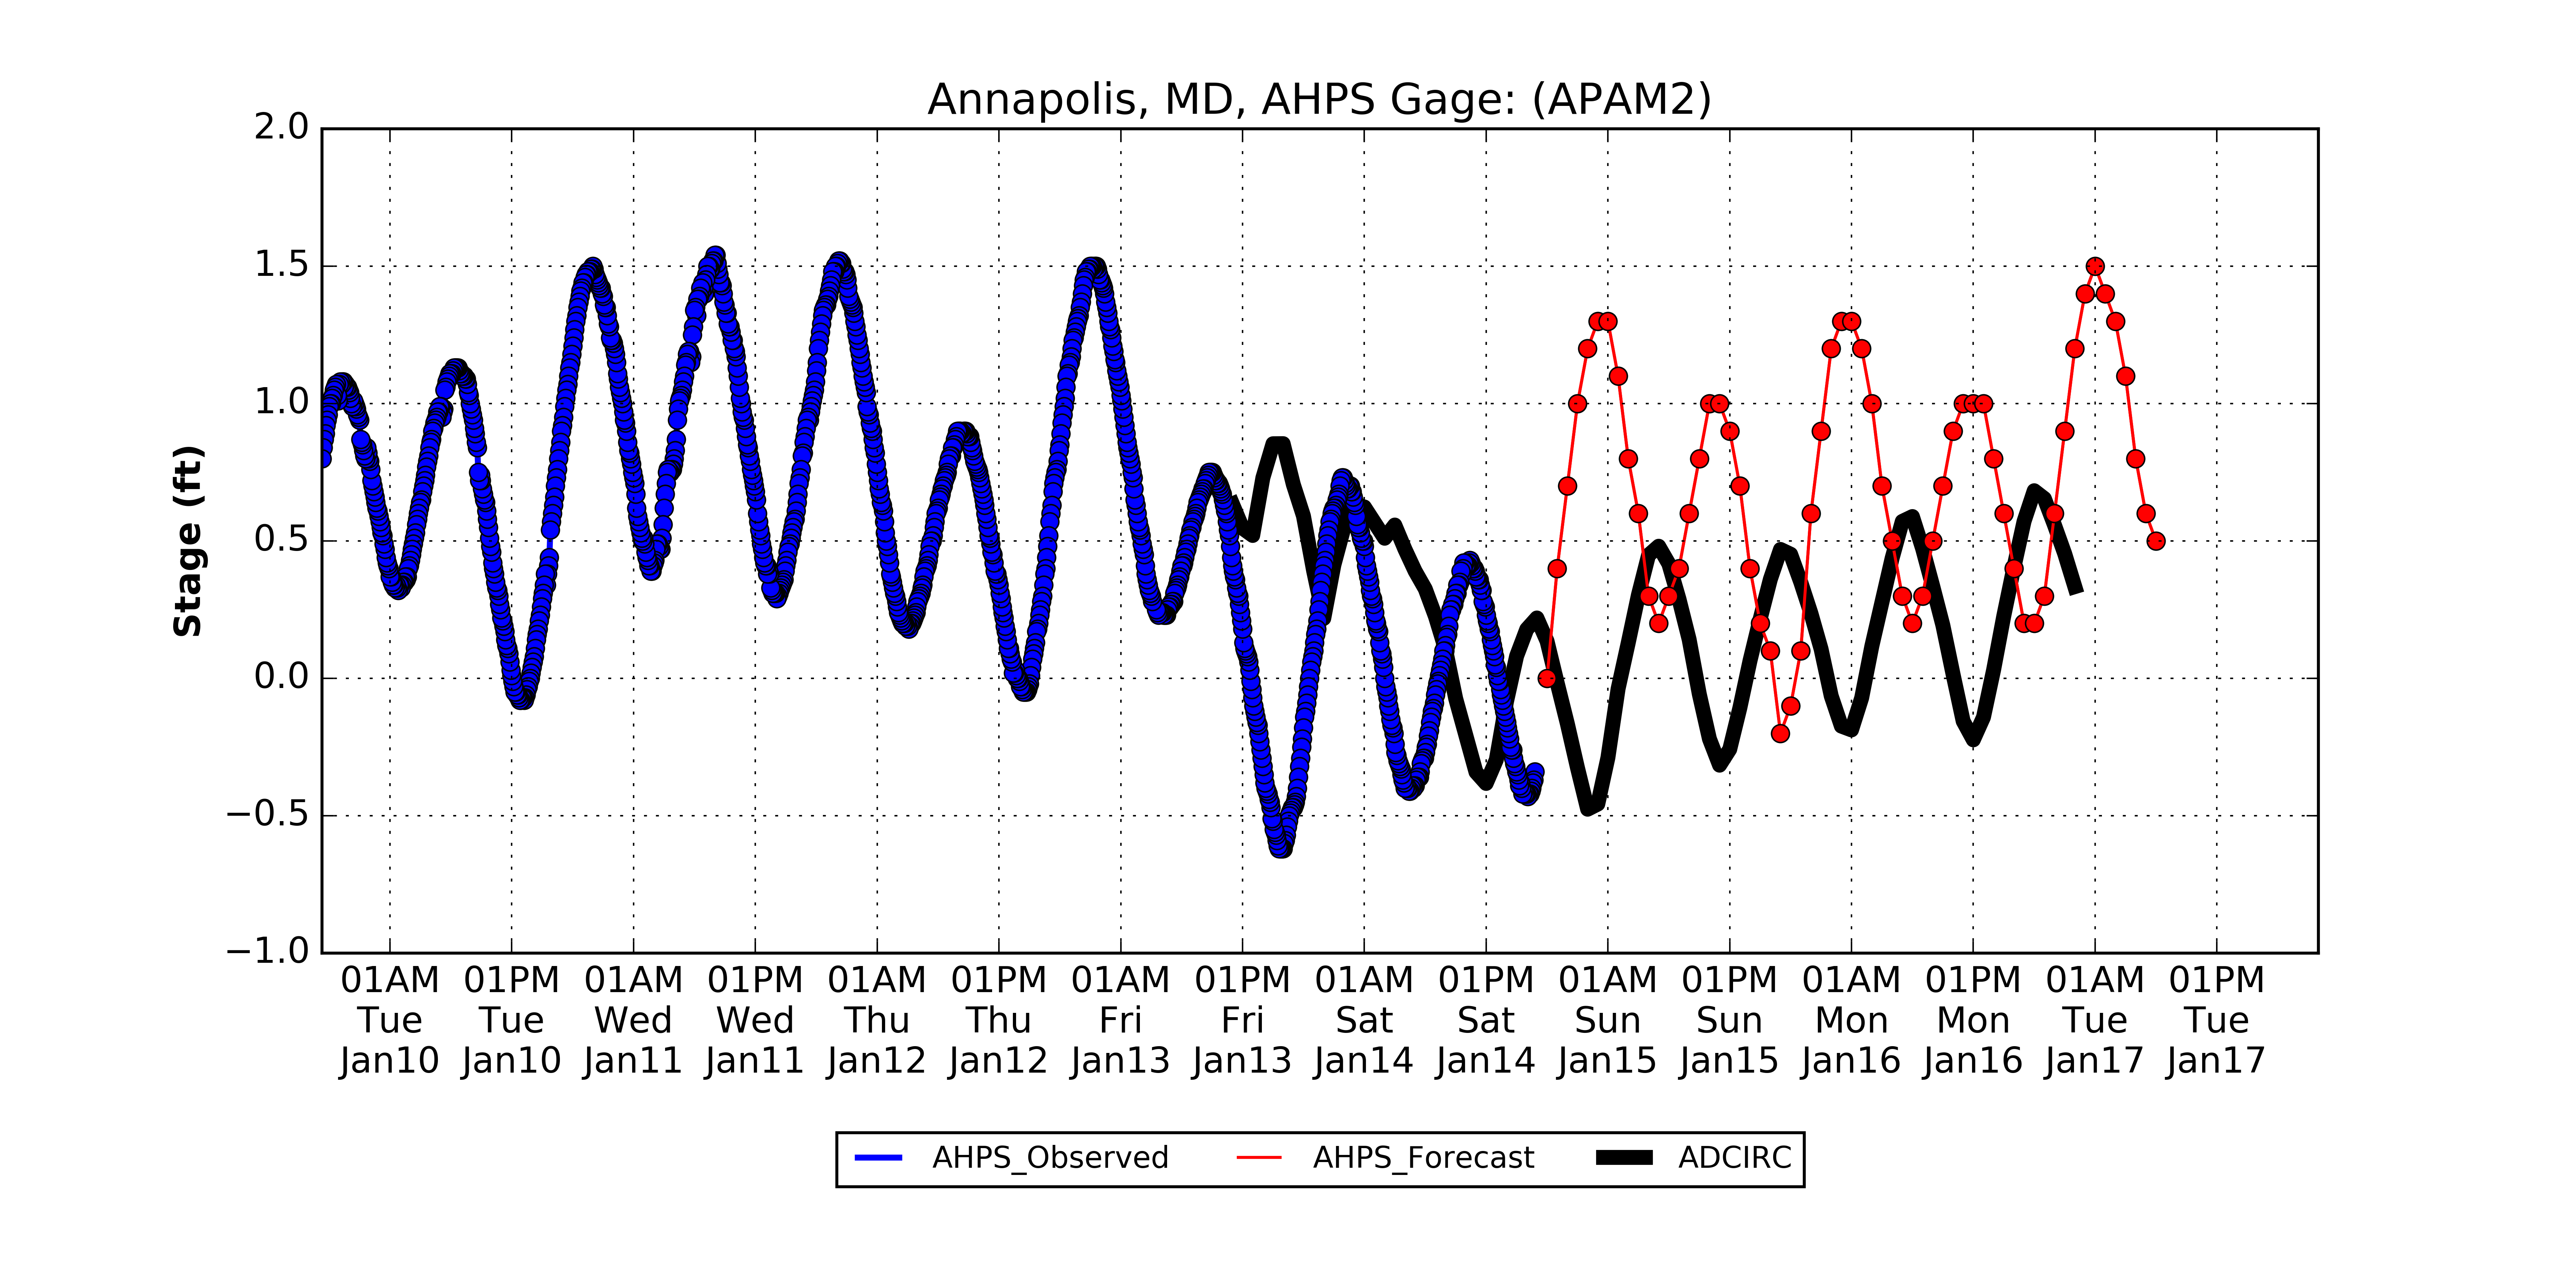 Annapolis, MD, AHPS Gage: (APAM2)
Stage (ft)
2.0
1.5
1.0
0.5
0.0
−0.5
−1.0
01AM 01PM 01AM 01PM 01AM 01PM 01AM 01PM 01AM 01PM 01AM 01PM 01AM 01PM 01AM 01PM
Tue Tue Wed Wed Thu Thu Fri Fri Sat Sat Sun Sun Mon Mon Tue Tue
Jan10 Jan10 Jan11 Jan11 Jan12 Jan12 Jan13 Jan13 Jan14 Jan14 Jan15 Jan15 Jan16 Jan16 Jan17 Jan17
AHPS_Observed AHPS_Forecast ADCIRC